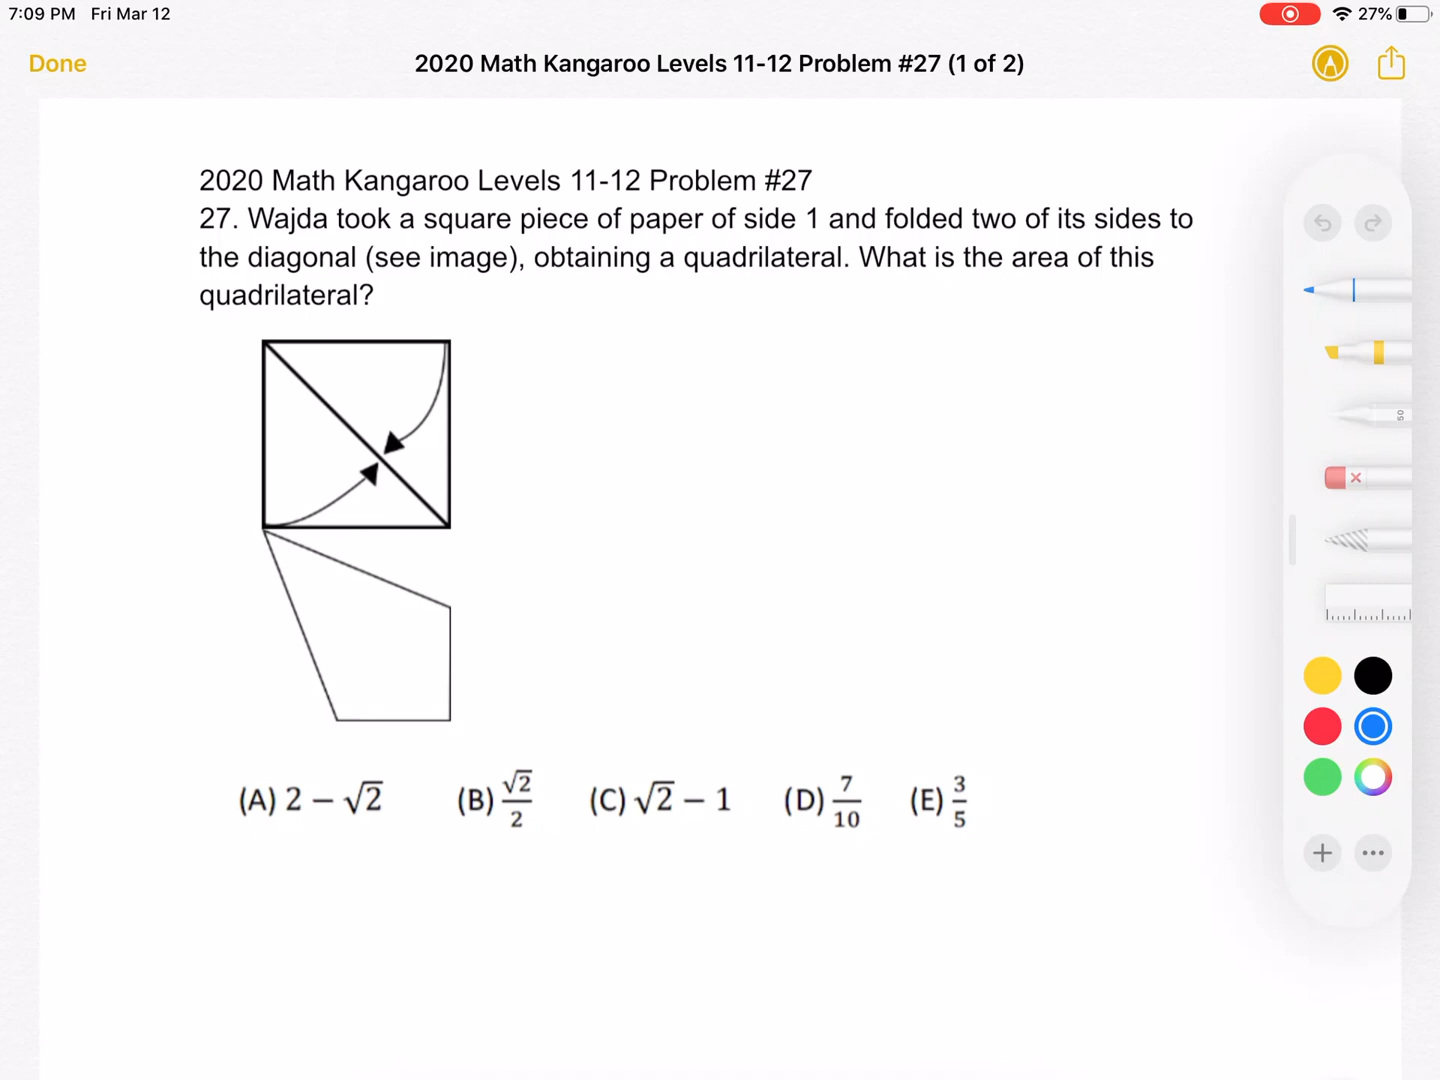 7:09 PM Fri Mar 12
27%
Done
2020 Math Kangaroo Levels 11-12 Problem #27 (1 of 2)
2020 Math Kangaroo Levels 11-12 Problem #27
27. Wajda took a square piece of paper of side 1 and folded two of its sides to
the diagonal (see image), obtaining a quadrilateral. What is the area of this
quadrilateral?
50
(A) 2 − √2 (B) √2/2 (C) √2 − 1 (D) 7/10 (E) 3/5